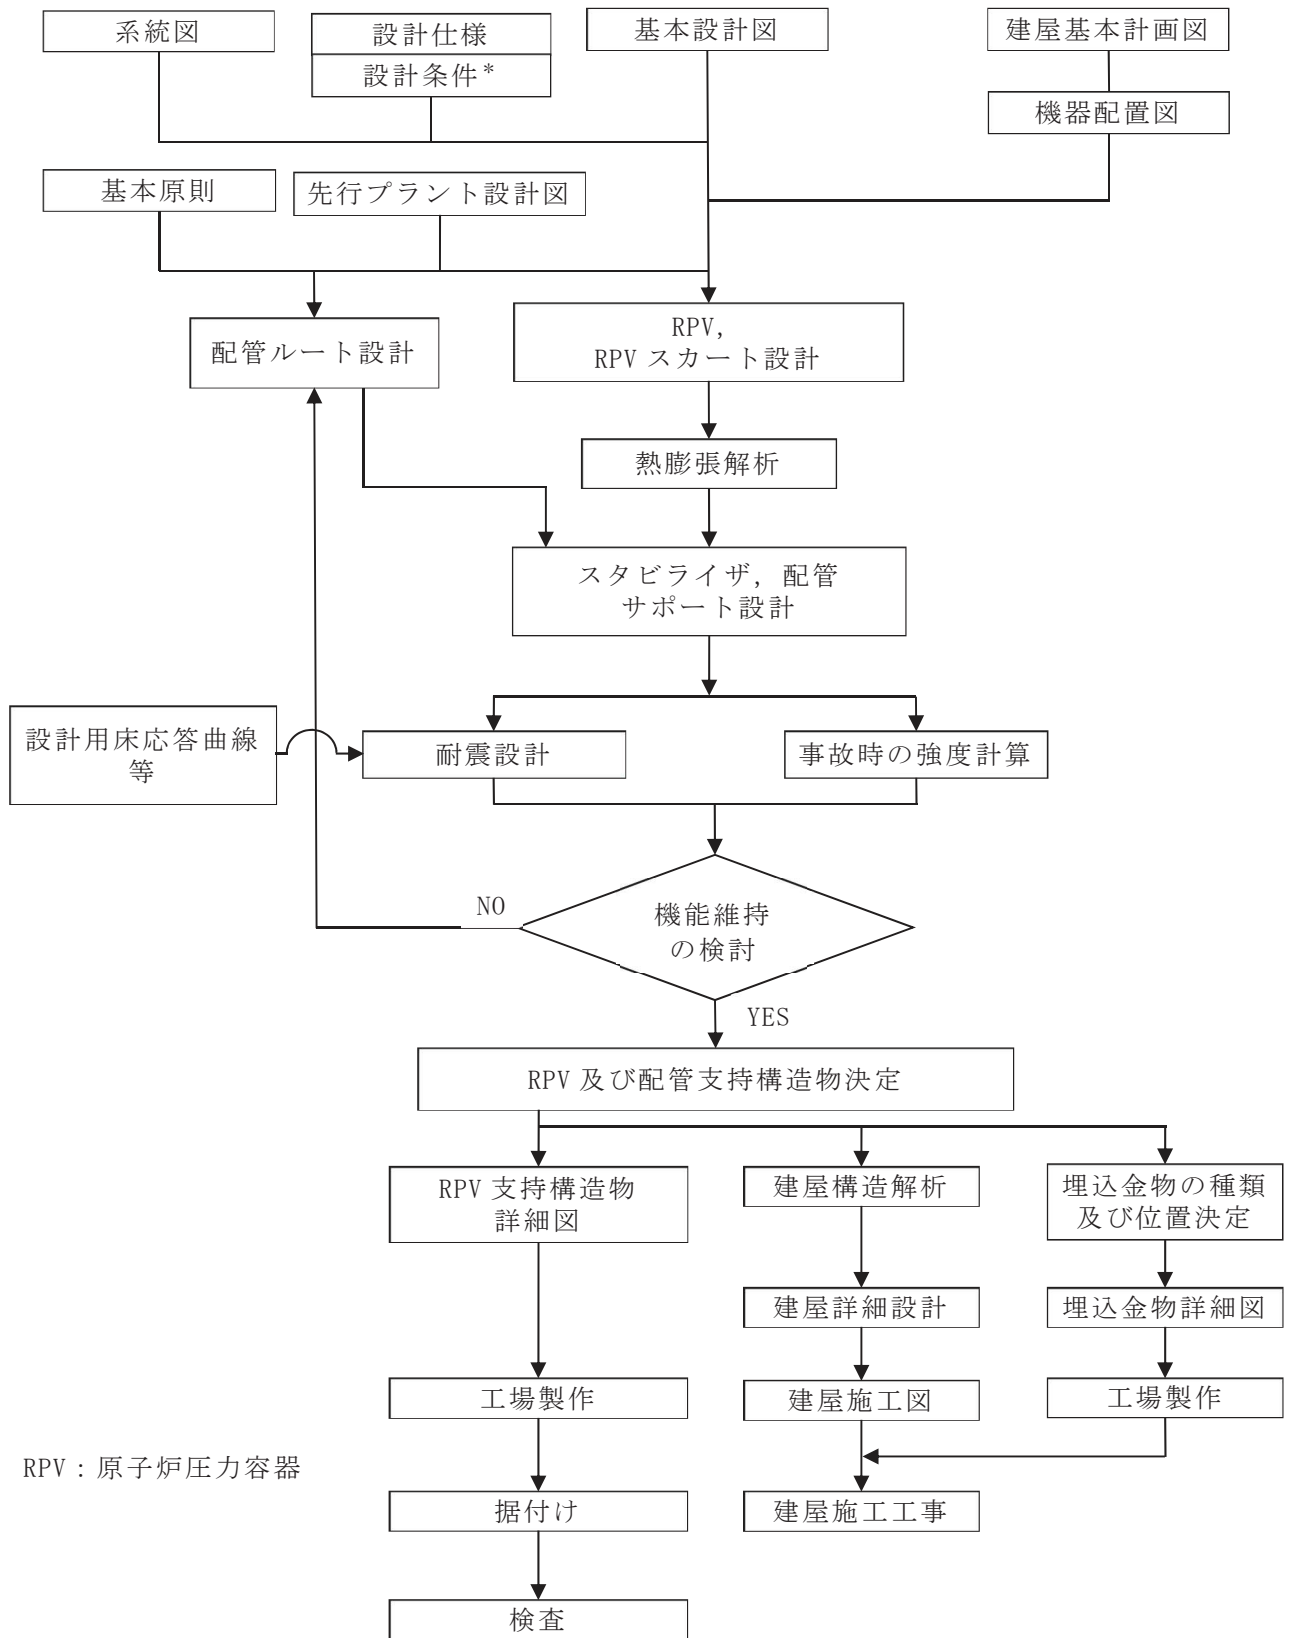 系統図
設計仕様
設計条件*
基本設計図
建屋基本計画図
機器配置図
基本原則
先行プラント設計図
配管ルート設計
RPV,
RPV スカート設計
熱膨張解析
スタビライザ, 配管
サポート設計
設計用床応答曲線
等
耐震設計
事故時の強度計算
NO
機能維持
の検討
YES
RPV 及び配管支持構造物決定
RPV 支持構造物
詳細図
建屋構造解析
埋込金物の種類
及び位置決定
建屋詳細設計
埋込金物詳細図
工場製作
建屋施工図
工場製作
RPV：原子炉圧力容器
据付け
建屋施工工事
検査